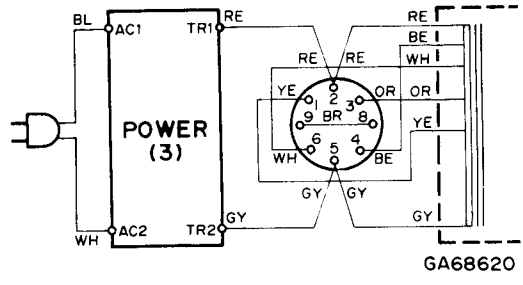 BL
AC1
TR1
RE
RE
RE
RE
BE
WH
YE
1
2
3
OR
OR
9
BR
8
YE
POWER
(3)
6
5
4
WH
BE
GY
GY
WH
AC2
TR2
GY
GY
GA68620